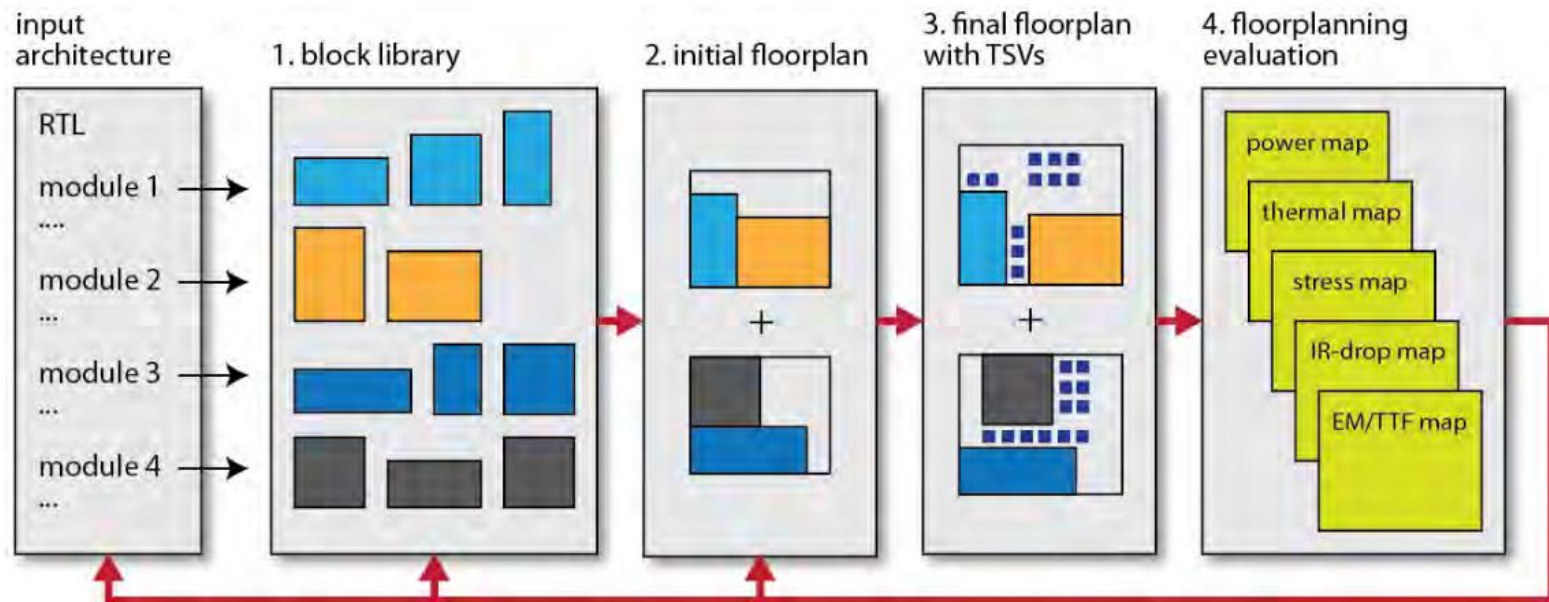 input
architecture
RTL
module 1
....
module 2
...
module 3
...
module 4
...
1. block library
2. initial floorplan
+
3. final floorplan
with TSVs
+
4. floorplanning
evaluation
power map
thermal map
stress map
IR-drop map
EM/TTF map